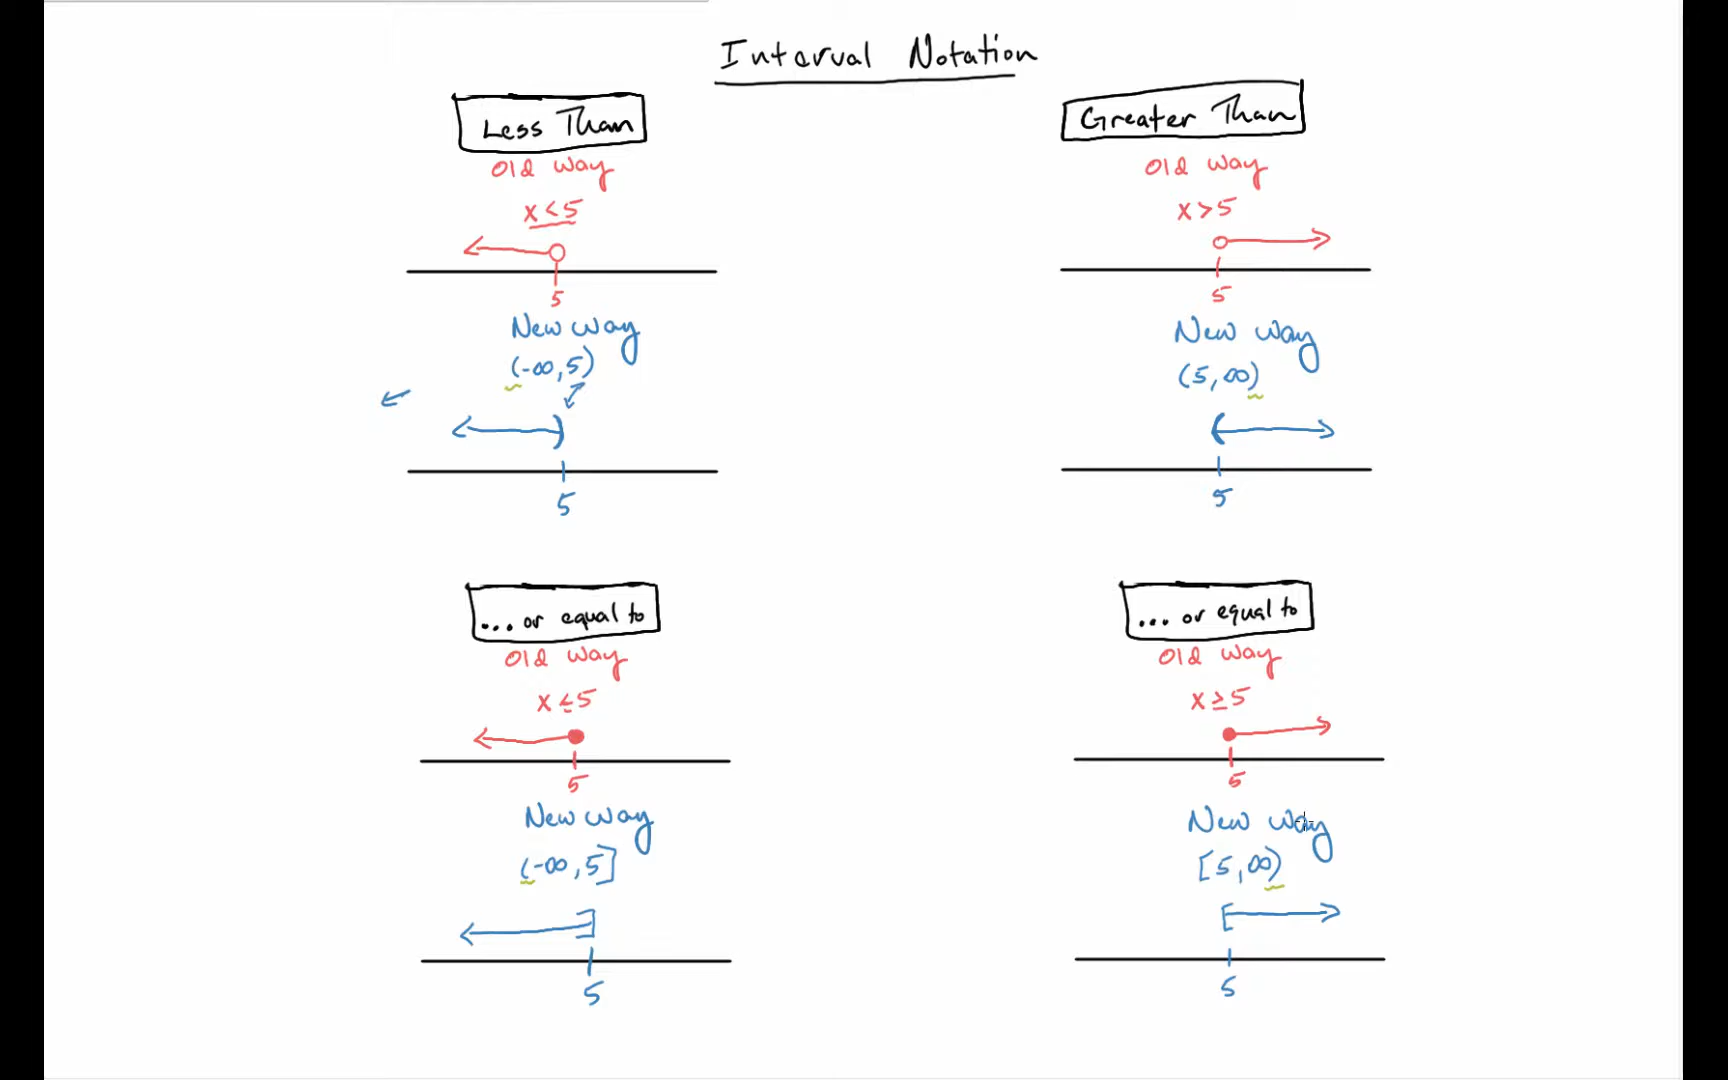 Interval Notation
Less Than
Old Way
x < 5
5
New way
(-∞, 5)
5
Greater Than
Old Way
x > 5
5
New Way
(5, ∞)
5
... or equal to
Old Way
x ≤ 5
5
New way
(-∞, 5]
5
... or equal to
Old Way
x ≥ 5
5
New Way
[5, ∞)
5